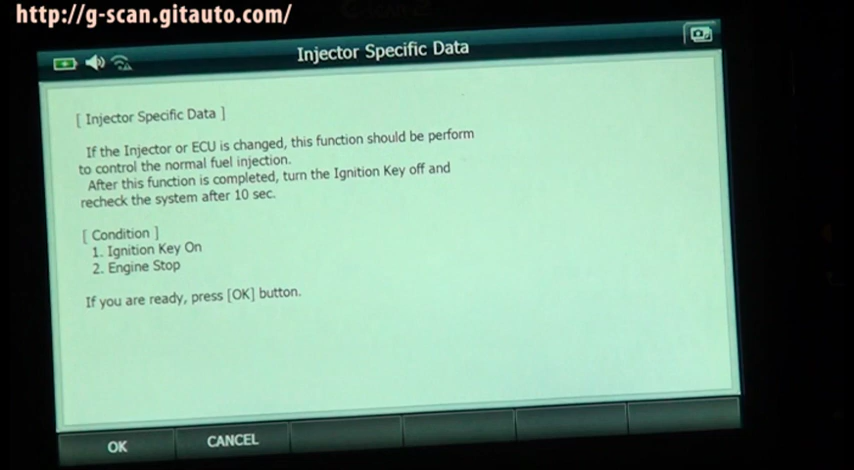 http://g-scan.gitauto.com/
Injector Specific Data
[ Injector Specific Data ]
If the Injector or ECU is changed, this function should be perform
to control the normal fuel injection.
After this function is completed, turn the Ignition Key off and
recheck the system after 10 sec.
[ Condition ]
1. Ignition Key On
2. Engine Stop
If you are ready, press [OK] button.
OK
CANCEL